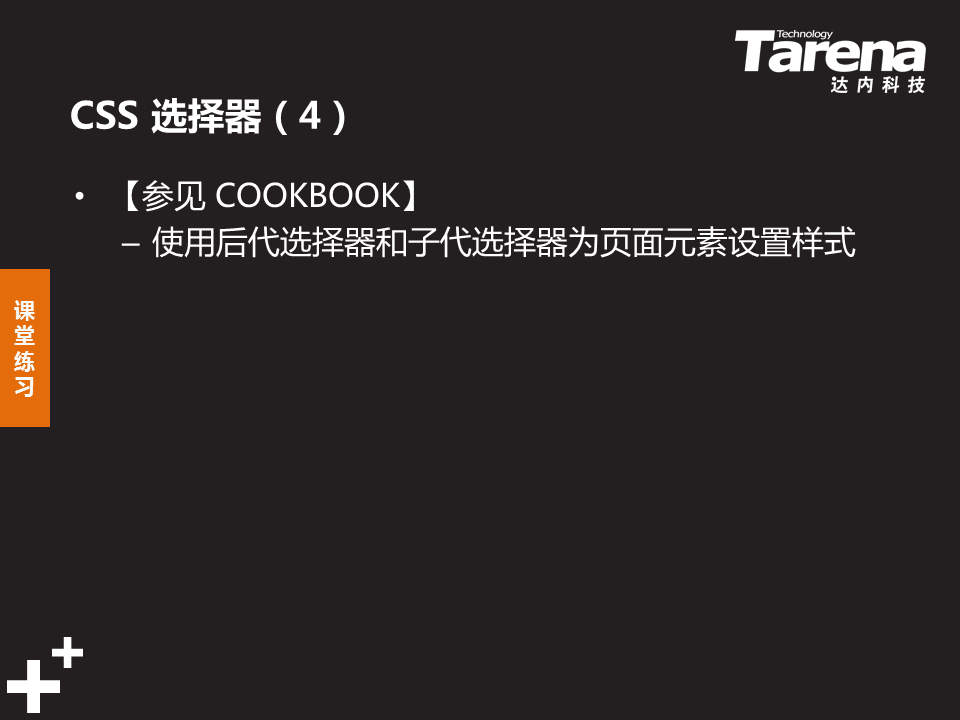 Technology
Tarena
达内科技
CSS 选择器（4）
• 【参见 COOKBOOK】
– 使用后代选择器和子代选择器为页面元素设置样式
课
堂
练
习